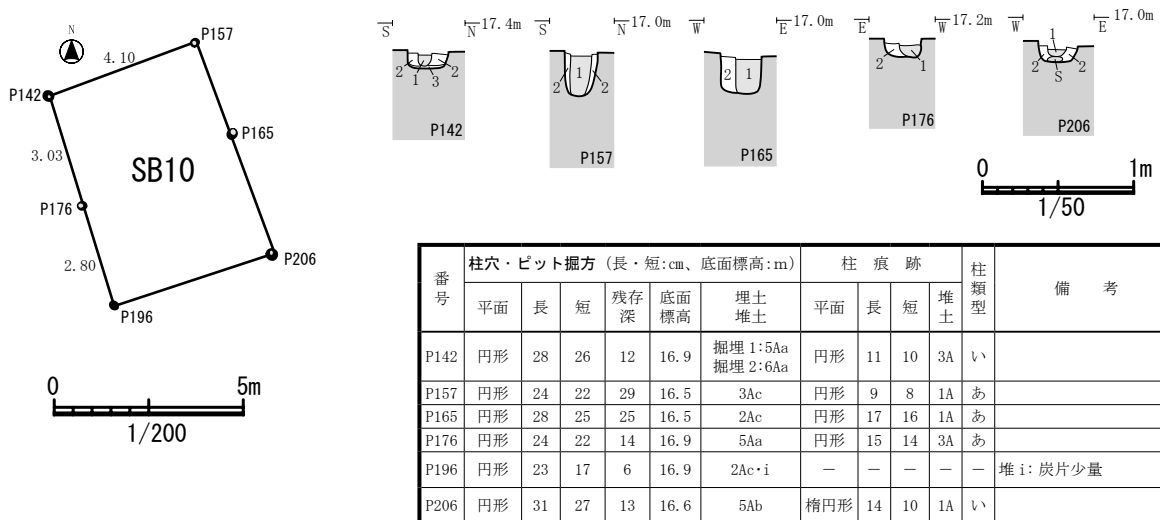 N
P157
4.10
P142
P165
3.03
SB10
P176
2.80
P206
P196
0 5m
1/200
S N 17.4m
2 1 3 2
P142
S N 17.0m
2 1 2
P157
W E 17.0m
2 1
P165
E W 17.2m
2 1
P176
W E 17.0m
1
2 S 2
P206
0 1m
1/50
番号 柱穴・ピット掘方 (長・短:㎝、底面標高:m) 柱痕跡 柱類型 備考
平面 長 短 残存深 底面標高 埋土堆土 平面 長 短 堆土
P142 円形 28 26 12 16.9 掘埋1:5Aa 掘埋2:6Aa 円形 11 10 3A い
P157 円形 24 22 29 16.5 3Ac 円形 9 8 1A あ
P165 円形 28 25 25 16.5 2Ac 円形 17 16 1A あ
P176 円形 24 22 14 16.9 5Aa 円形 15 14 3A あ
P196 円形 23 17 6 16.9 2Ac・i － － － － － 堆i:炭片少量
P206 円形 31 27 13 16.6 5Ab 楕円形 14 10 1A い